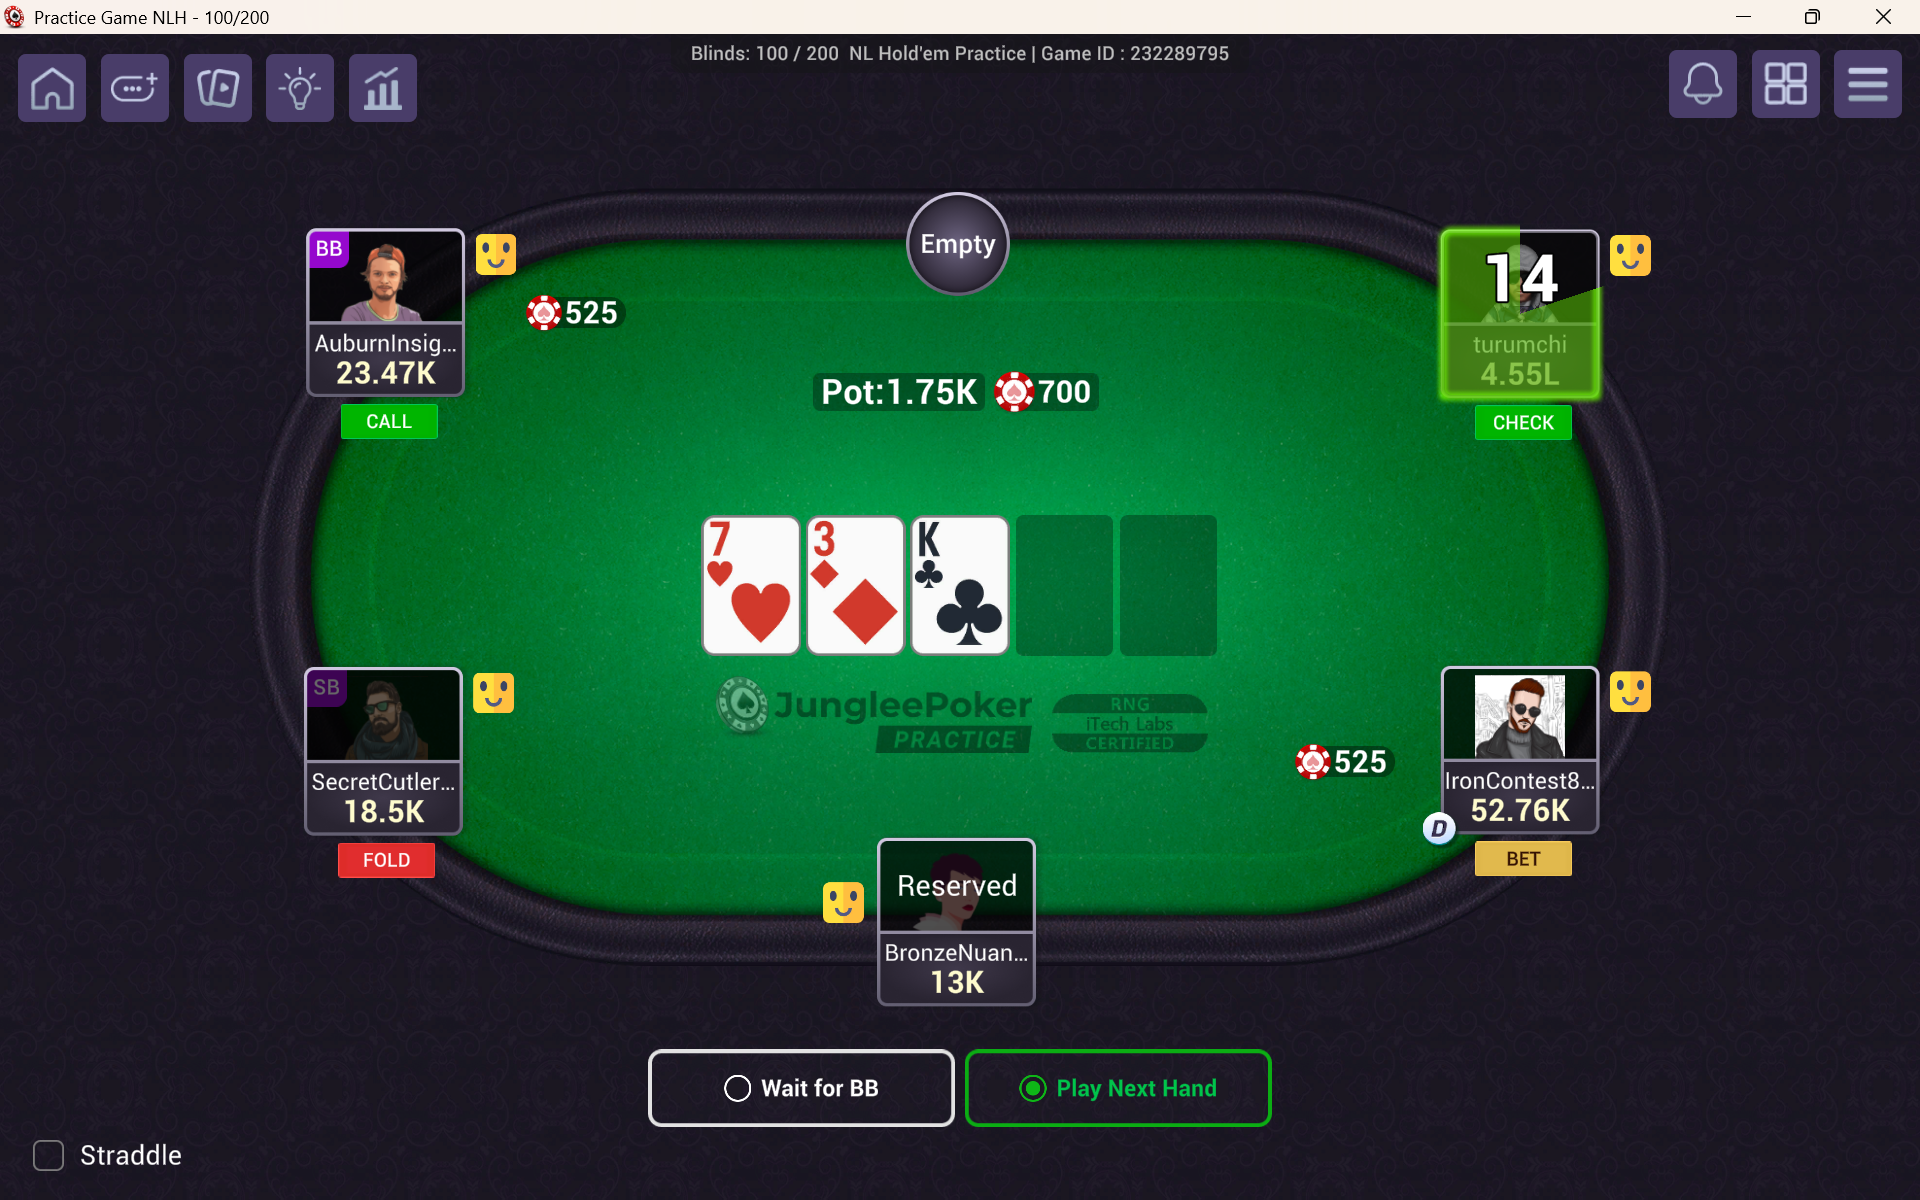 Practice Game NLH - 100/200
Blinds: 100 / 200 NL Hold'em Practice | Game ID : 232289795
Empty
BB
AuburnInsig...
23.47K
CALL
525
14
turumchi
4.55L
CHECK
Pot:1.75K
700
7
3
K
JungleePoker
PRACTICE
RNG
iTech Labs
CERTIFIED
SB
SecretCutler...
18.5K
FOLD
525
IronContest8...
52.76K
D
BET
Reserved
BronzeNuan...
13K
Wait for BB
Play Next Hand
Straddle